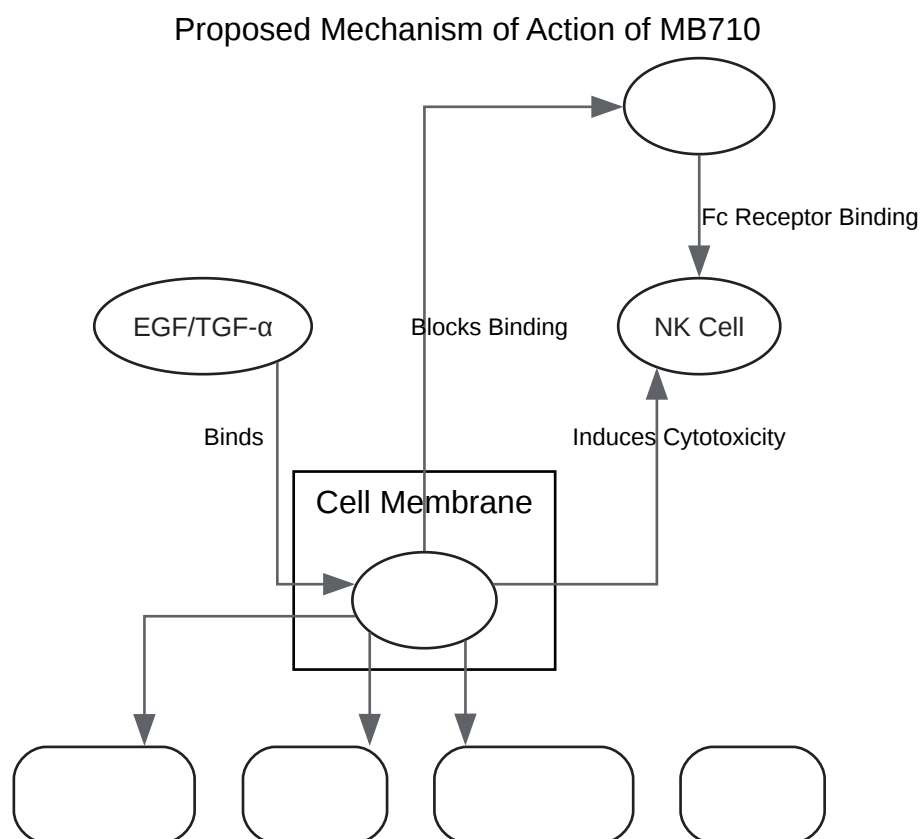 Proposed Mechanism of Action of MB710
Fc Receptor Binding
EGF/TGF-α
Blocks Binding
NK Cell
Binds
Induces Cytotoxicity
Cell Membrane